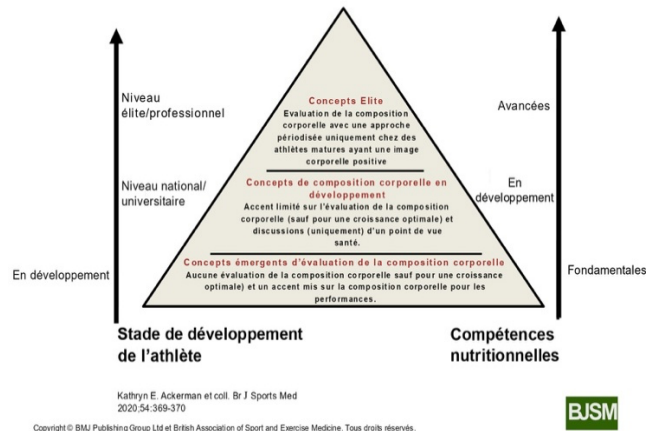 Niveau
élite/professionnel
Concepts Elite
Evaluation de la composition
corporelle avec une approche
périodisée uniquement chez des
athlètes matures ayant une image
corporelle positive
Avancées
Niveau national/
universitaire
Concepts de composition corporelle en
développement
Accent limité sur l'évaluation de la composition
corporelle (sauf pour une croissance optimale) et
discussions (uniquement) d'un point de vue
santé.
En
développement
En développement
Concepts émergents d'évaluation de la composition corporelle
Aucune évaluation de la composition corporelle sauf pour une croissance
optimale) et un accent mis sur la composition corporelle pour les
performances.
Fondamentales
Stade de développement
de l'athlète
Compétences
nutritionnelles
Kathryn E. Ackerman et coll. Br J Sports Med
2020;54:369-370
BJSM
Copyright © BMJ Publishing Group Ltd et British Association of Sport and Exercise Medicine. Tous droits réservés.